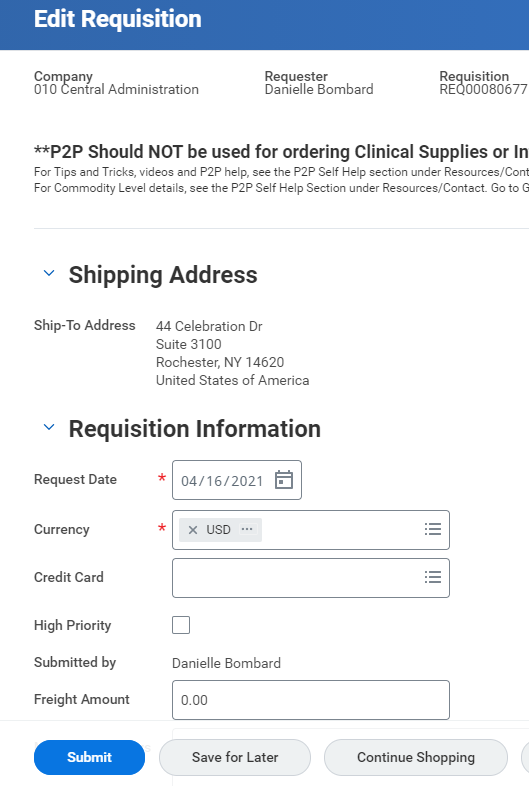 Edit Requisition
Company
010 Central Administration
Requester
Danielle Bombard
Requisition
REQ00080677
**P2P Should NOT be used for ordering Clinical Supplies or In
For Tips and Tricks, videos and P2P help, see the P2P Self Help section under Resources/Cont
For Commodity Level details, see the P2P Self Help Section under Resources/Contact. Go to G
Shipping Address
Ship-To Address
44 Celebration Dr
Suite 3100
Rochester, NY 14620
United States of America
Requisition Information
Request Date * 04/16/2021
Currency * × USD ···
Credit Card
High Priority
Submitted by Danielle Bombard
Freight Amount 0.00
Submit Save for Later Continue Shopping